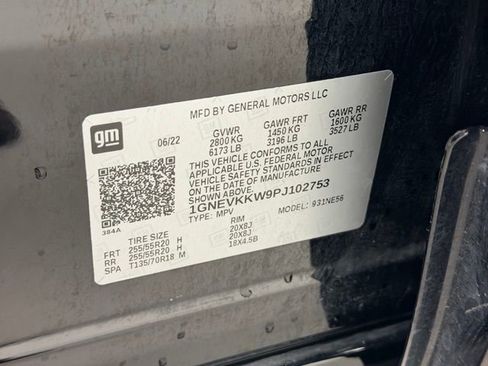 MFD BY GENERAL MOTORS LLC
gm
06/22
GVWR GAWR FRT GAWR RR
2800 KG 1450 KG 1600 KG
6173 LB 3196 LB 3527 LB
THIS VEHICLE CONFORMS TO ALL
APPLICABLE U.S. FEDERAL MOTOR
VEHICLE SAFETY STANDARDS IN EFFECT
ON THE DATE OF MANUFACTURE
SHOWN ABOVE.
1GNEVKKW9PJ102753
TYPE: MPV MODEL: 931NE56
384A
TIRE SIZE RIM
FRT 255/55R20 H 20X8J
RR 255/55R20 H 20X8J
SPA T135/70R18 M 18X4.5B